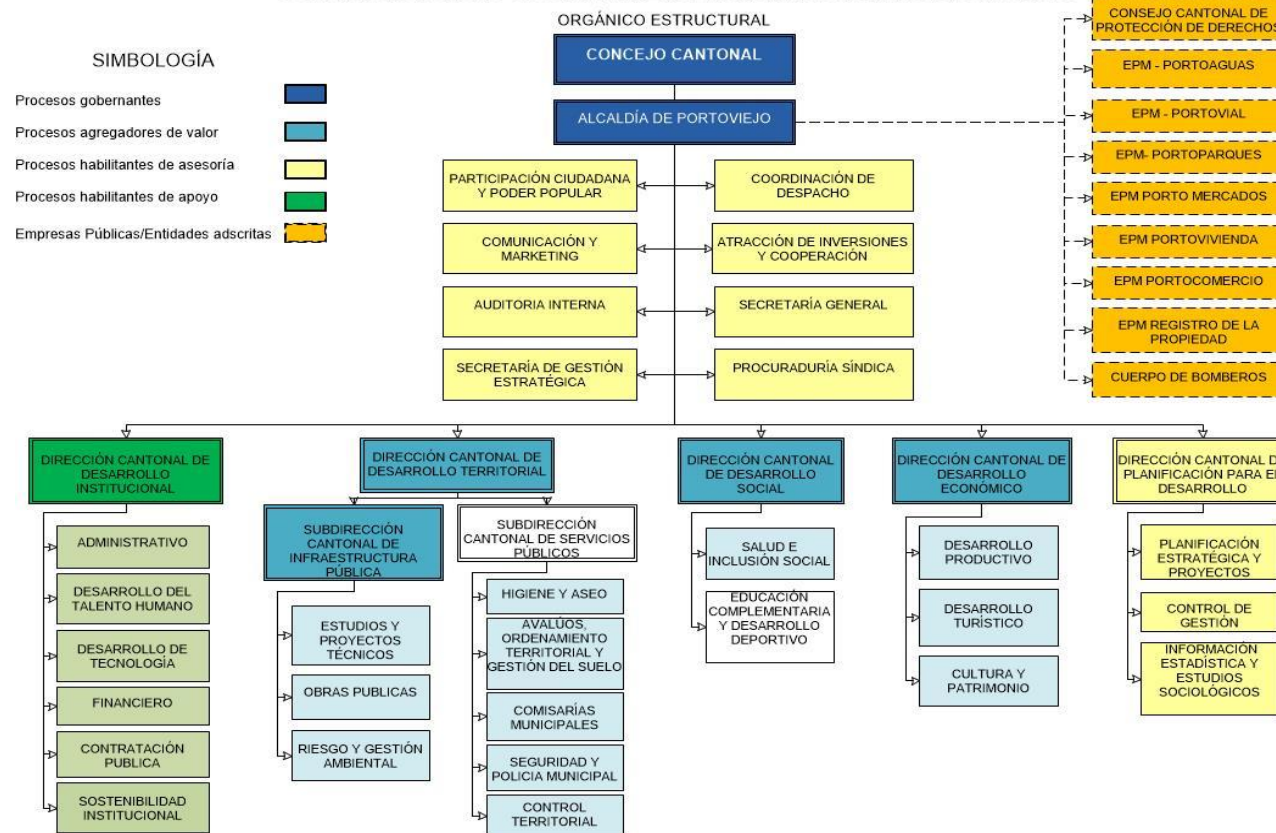 ORGÁNICO ESTRUCTURAL
SIMBOLOGÍA
Procesos gobernantes
Procesos agregadores de valor
Procesos habilitantes de asesoría
Procesos habilitantes de apoyo
Empresas Públicas/Entidades adscritas
CONCEJO CANTONAL
ALCALDÍA DE PORTOVIEJO
CONSEJO CANTONAL DE
PROTECCIÓN DE DERECHOS
EPM - PORTOAGUAS
EPM - PORTOVIAL
EPM- PORTOPARQUES
EPM PORTO MERCADOS
EPM PORTOVIVIENDA
EPM PORTOCOMERCIO
EPM REGISTRO DE LA
PROPIEDAD
CUERPO DE BOMBEROS
PARTICIPACIÓN CIUDADANA
Y PODER POPULAR
COORDINACIÓN DE
DESPACHO
COMUNICACIÓN Y
MARKETING
ATRACCIÓN DE INVERSIONES
Y COOPERACIÓN
AUDITORIA INTERNA
SECRETARÍA GENERAL
SECRETARÍA DE GESTIÓN
ESTRATÉGICA
PROCURADURÍA SÍNDICA
DIRECCIÓN CANTONAL DE
DESARROLLO
INSTITUCIONAL
ADMINISTRATIVO
DESARROLLO DEL
TALENTO HUMANO
DESARROLLO DE
TECNOLOGÍA
FINANCIERO
CONTRATACIÓN
PUBLICA
SOSTENIBILIDAD
INSTITUCIONAL
DIRECCIÓN CANTONAL DE
DESARROLLO TERRITORIAL
SUBDIRECCIÓN
CANTONAL DE
INFRAESTRUCTURA
PÚBLICA
ESTUDIOS Y
PROYECTOS
TÉCNICOS
OBRAS PUBLICAS
RIESGO Y GESTIÓN
AMBIENTAL
SUBDIRECCIÓN
CANTONAL DE SERVICIOS
PÚBLICOS
HIGIENE Y ASEO
AVALÚOS,
ORDENAMIENTO
TERRITORIAL Y
GESTIÓN DEL SUELO
COMISARÍAS
MUNICIPALES
SEGURIDAD Y
POLICIA MUNICIPAL
CONTROL
TERRITORIAL
DIRECCIÓN CANTONAL
DE DESARROLLO
SOCIAL
SALUD E
INCLUSIÓN SOCIAL
EDUCACIÓN
COMPLEMENTARIA
Y DESARROLLO
DEPORTIVO
DIRECCIÓN CANTONAL DE
DESARROLLO
ECONÓMICO
DESARROLLO
PRODUCTIVO
DESARROLLO
TURÍSTICO
CULTURA Y
PATRIMONIO
DIRECCIÓN CANTONAL
PLANIFICACIÓN PARA
DESARROLLO
PLANIFICACIÓN
ESTRATÉGICA Y
PROYECTOS
CONTROL DE
GESTIÓN
INFORMACIÓN
ESTADÍSTICA Y
ESTUDIOS
SOCIOLÓGICOS